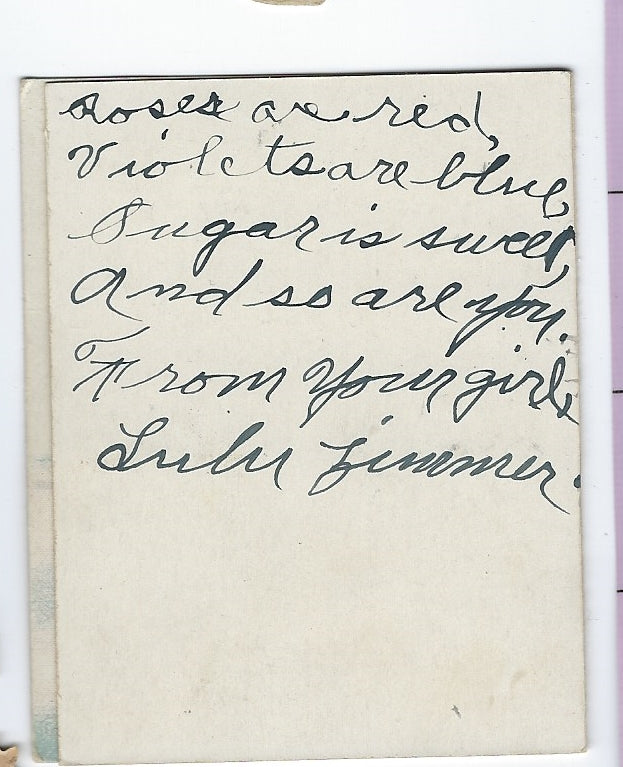 Roses are red,
Violets are blue,
Sugar is sweet,
And so are you.
From Your girl,
Lulu Zimmer.